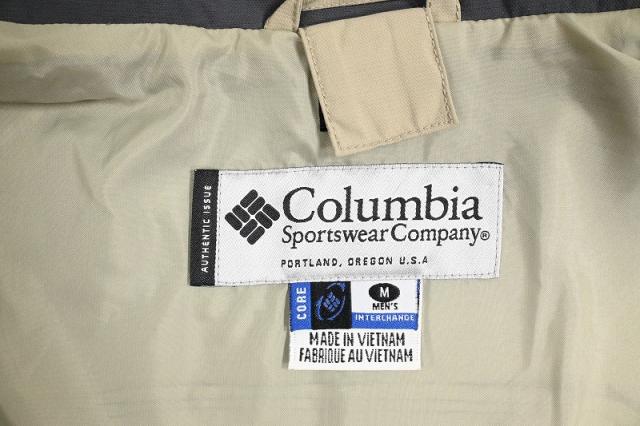 AUTHENTIC ISSUE
Columbia
Sportswear Company®
PORTLAND, OREGON U.S.A
CORE
M
MEN'S
INTERCHANGE
MADE IN VIETNAM
FABRIQUE AU VIETNAM